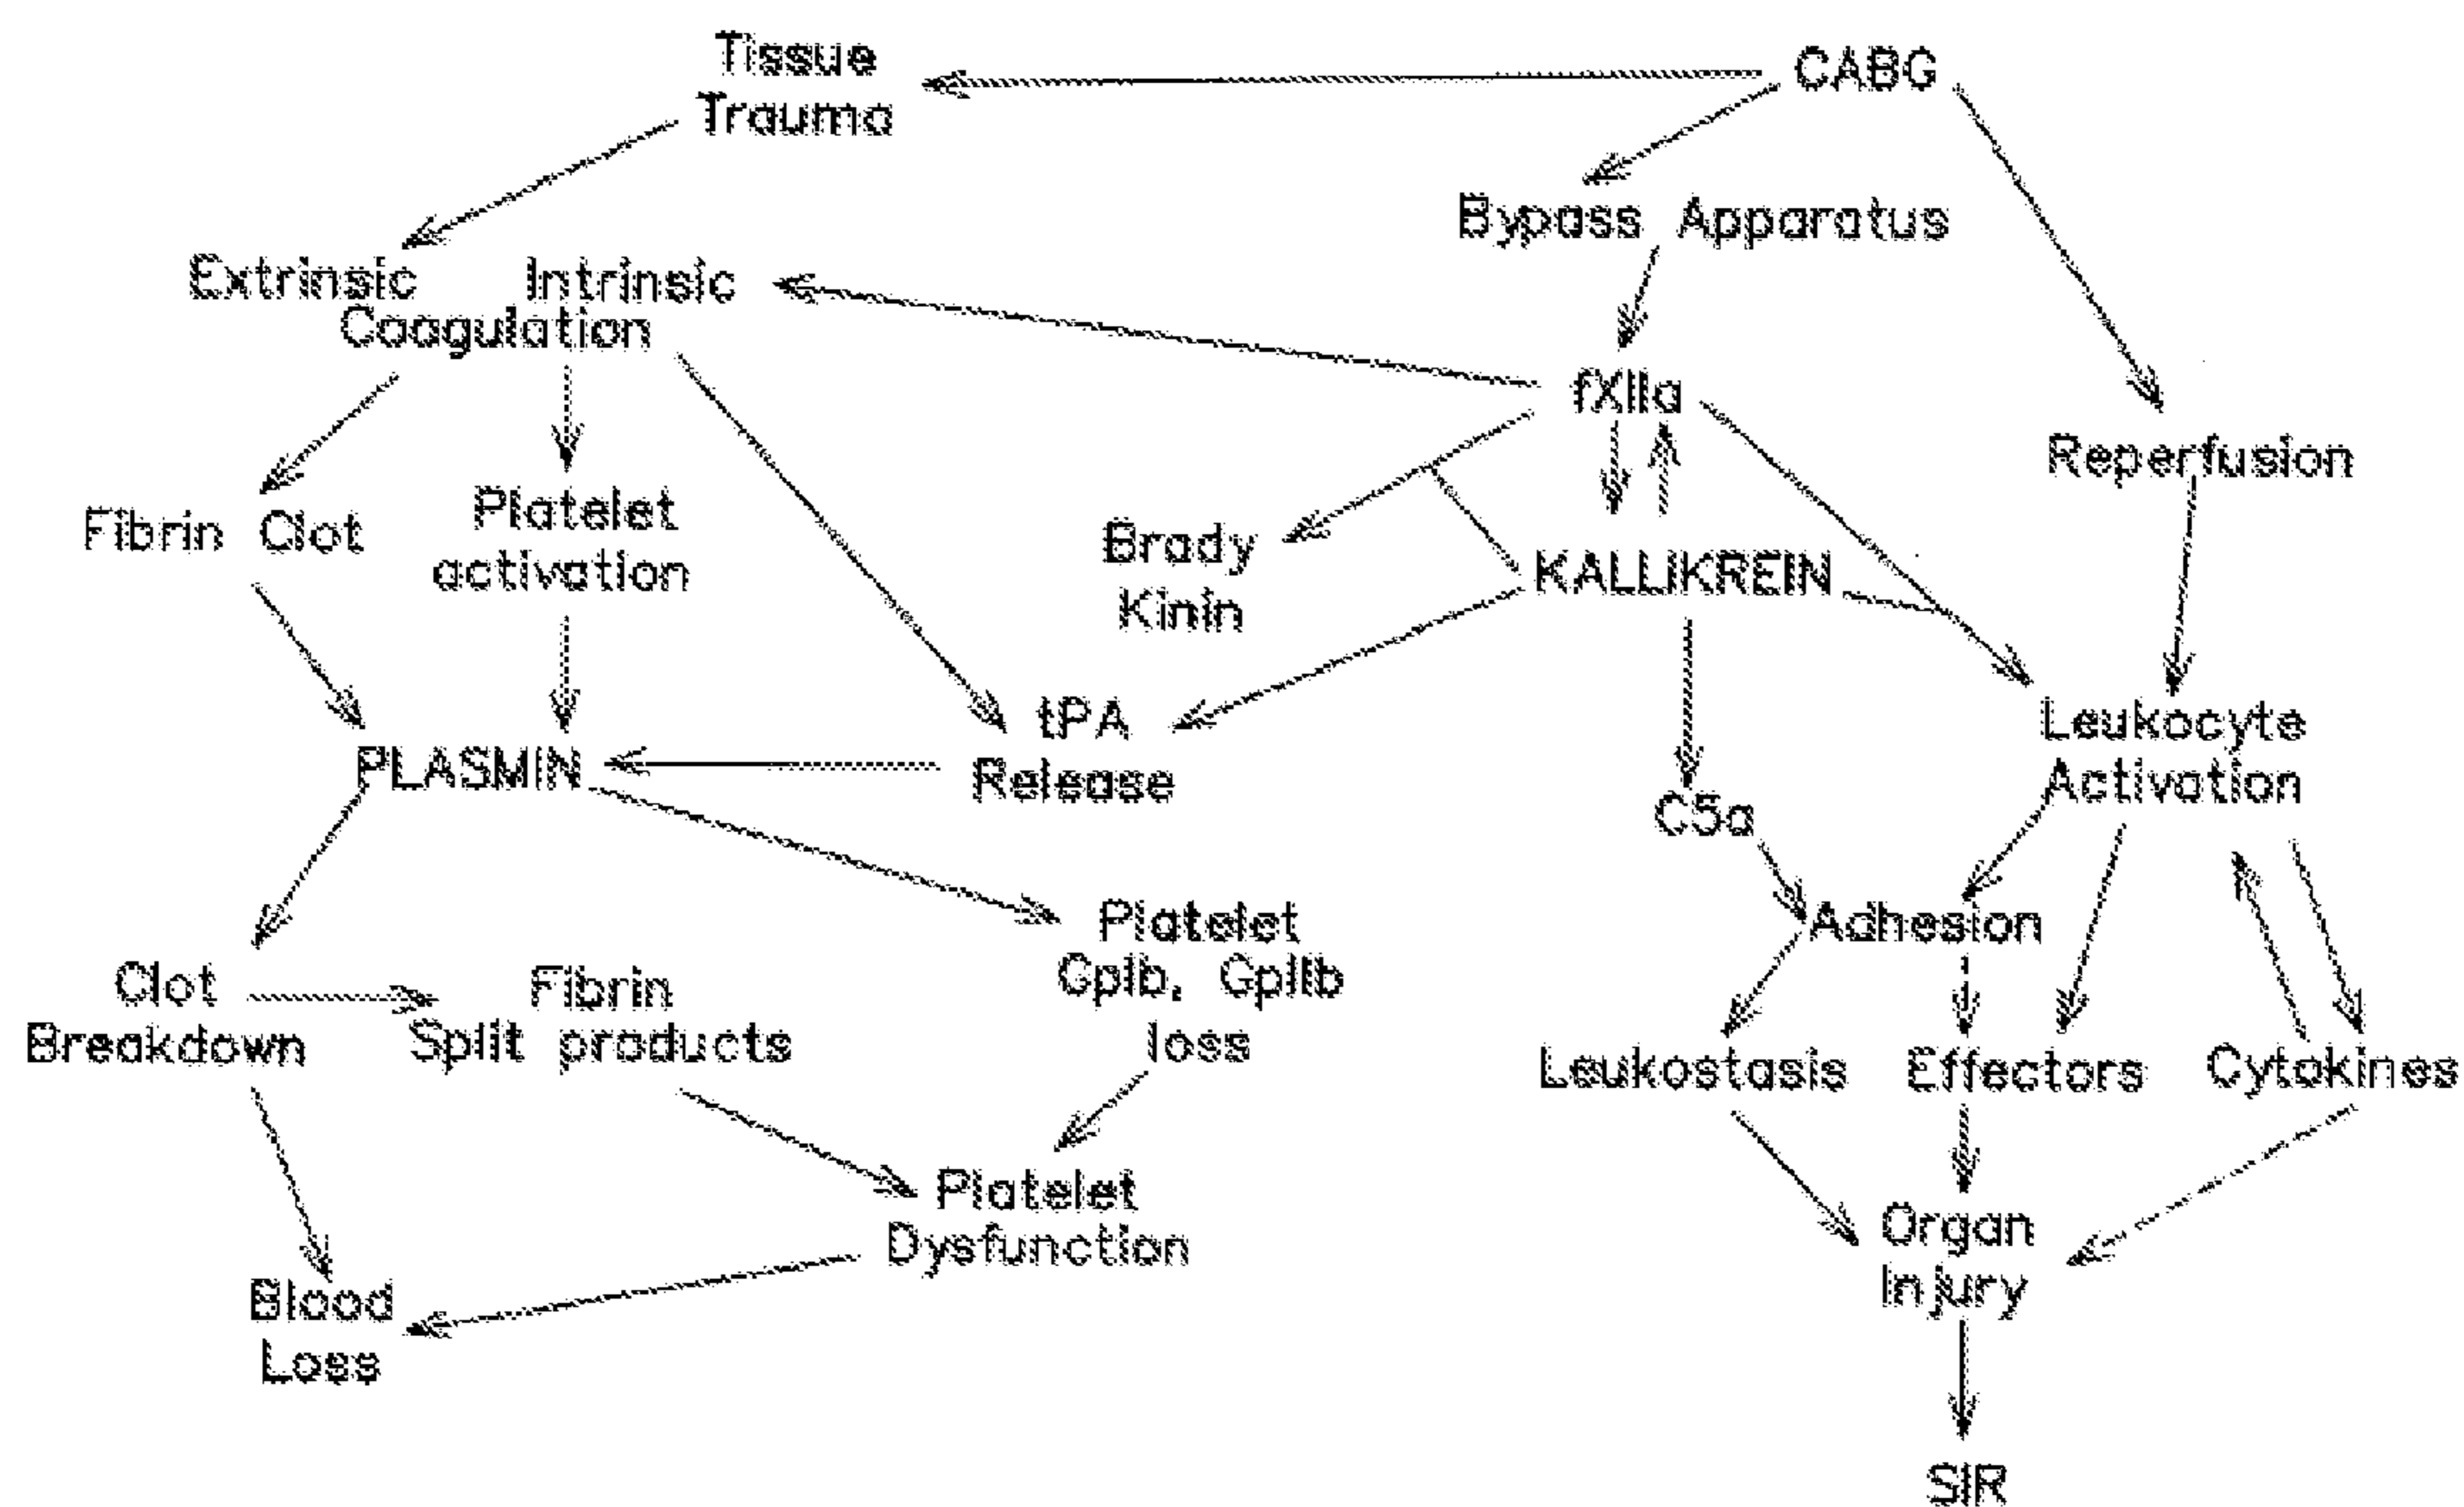 Tissue
Trauma
CABG
Bypass Apparatus
Extrinsic Intrinsic
Coagulation
fXIIa
Reperfusion
Fibrin Clot
Platelet
activation
Brady
Kinin
KALLIKREIN
PLASMIN
tPA
Release
Leukocyte
Activation
C5a
Adhesion
Platelet
GpIb, GpIIb
loss
Clot
Breakdown
Fibrin
Split products
Leukostasis
Effectors
Cytokines
Platelet
Dysfunction
Organ
Injury
Blood
Loss
SIR